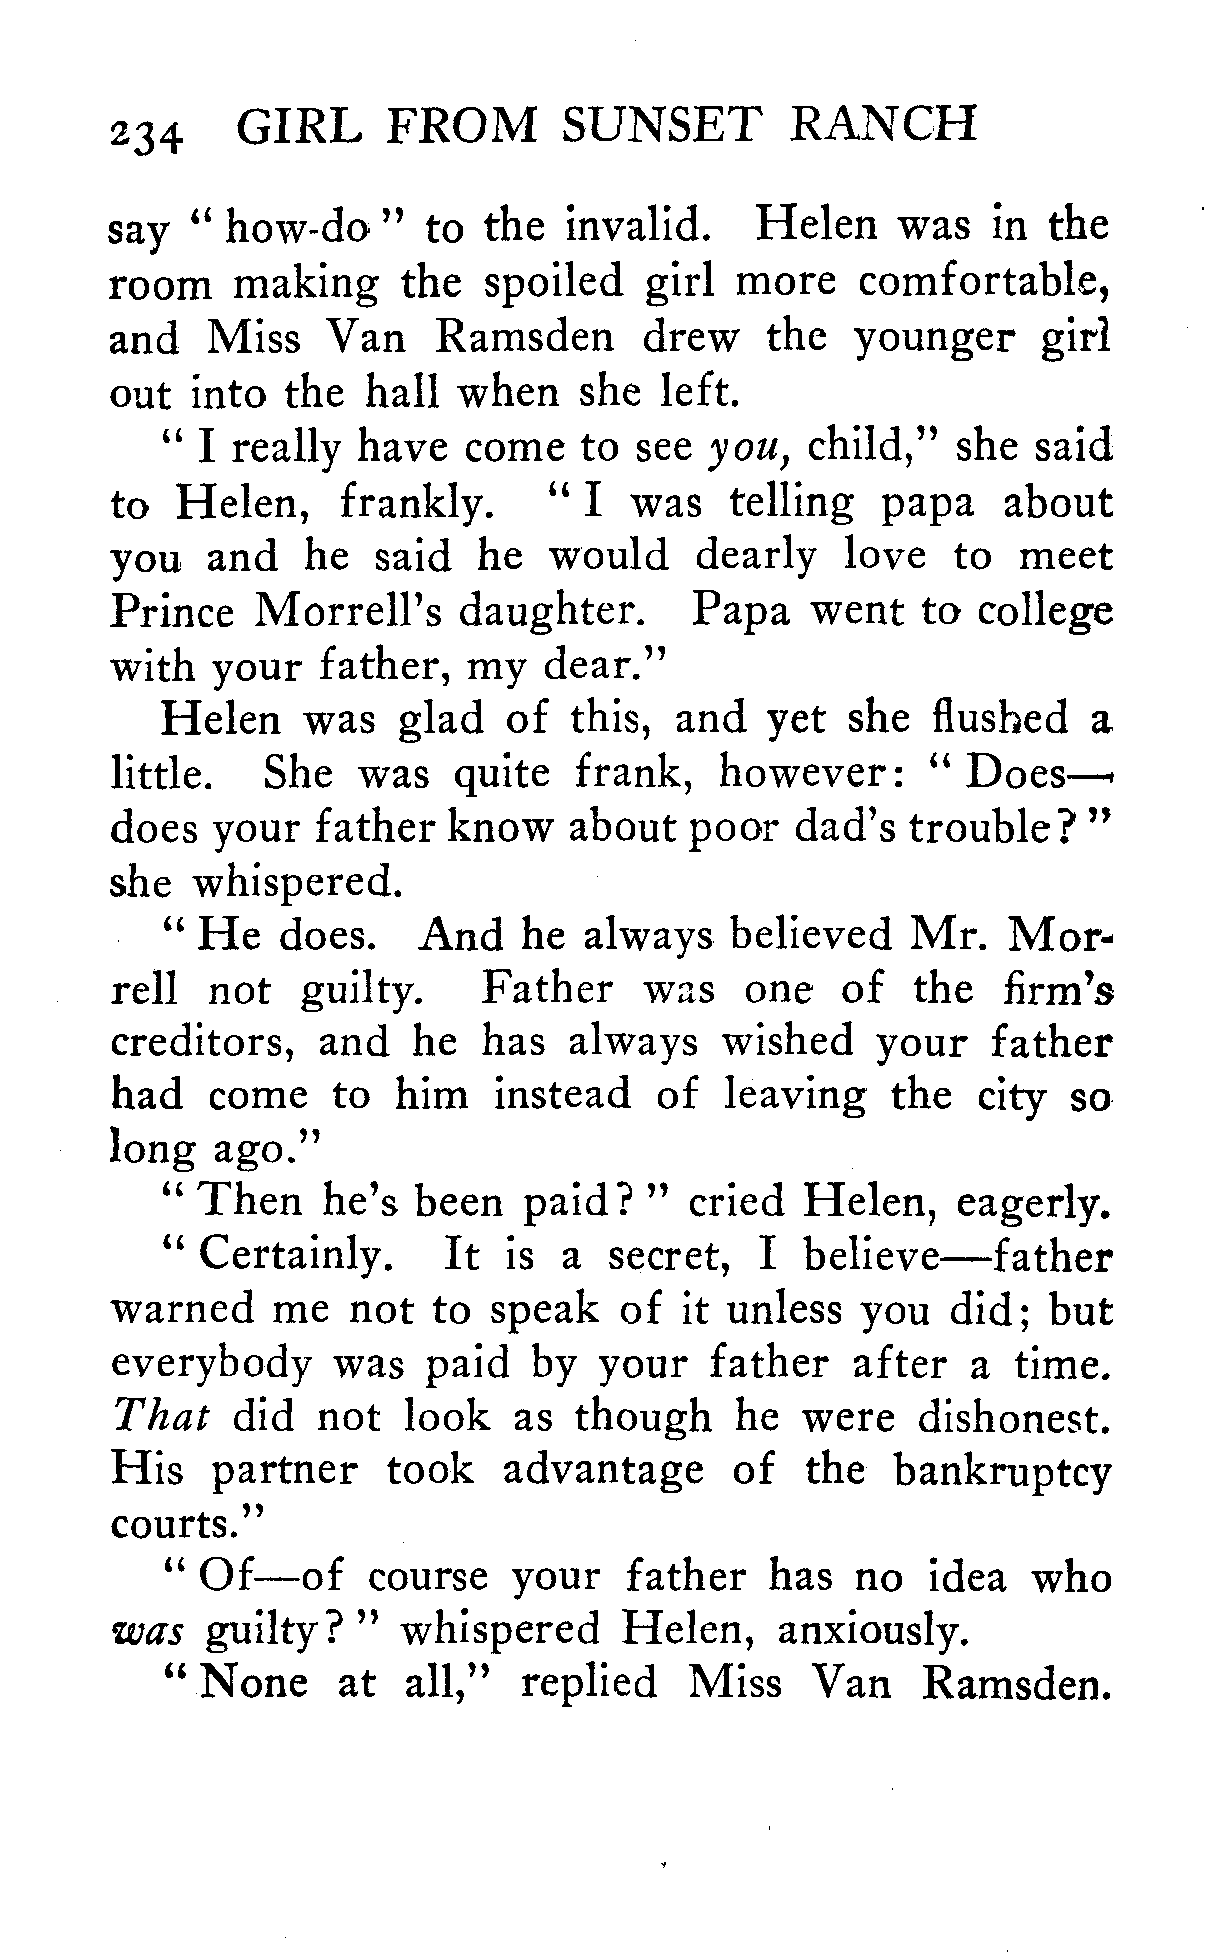 234 GIRL FROM SUNSET RANCH
say " how-do " to the invalid. Helen was in the
room making the spoiled girl more comfortable,
and Miss Van Ramsden drew the younger girl
out into the hall when she left.
" I really have come to see you, child," she said
to Helen, frankly. " I was telling papa about
you and he said he would dearly love to meet
Prince Morrell's daughter. Papa went to college
with your father, my dear."
Helen was glad of this, and yet she flushed a
little. She was quite frank, however: " Does—
does your father know about poor dad's trouble? "
she whispered.
" He does. And he always believed Mr. Mor-
rell not guilty. Father was one of the firm's
creditors, and he has always wished your father
had come to him instead of leaving the city so
long ago."
" Then he's been paid? " cried Helen, eagerly.
" Certainly. It is a secret, I believe—father
warned me not to speak of it unless you did; but
everybody was paid by your father after a time.
That did not look as though he were dishonest.
His partner took advantage of the bankruptcy
courts."
" Of—of course your father has no idea who
was guilty? " whispered Helen, anxiously.
" None at all," replied Miss Van Ramsden.